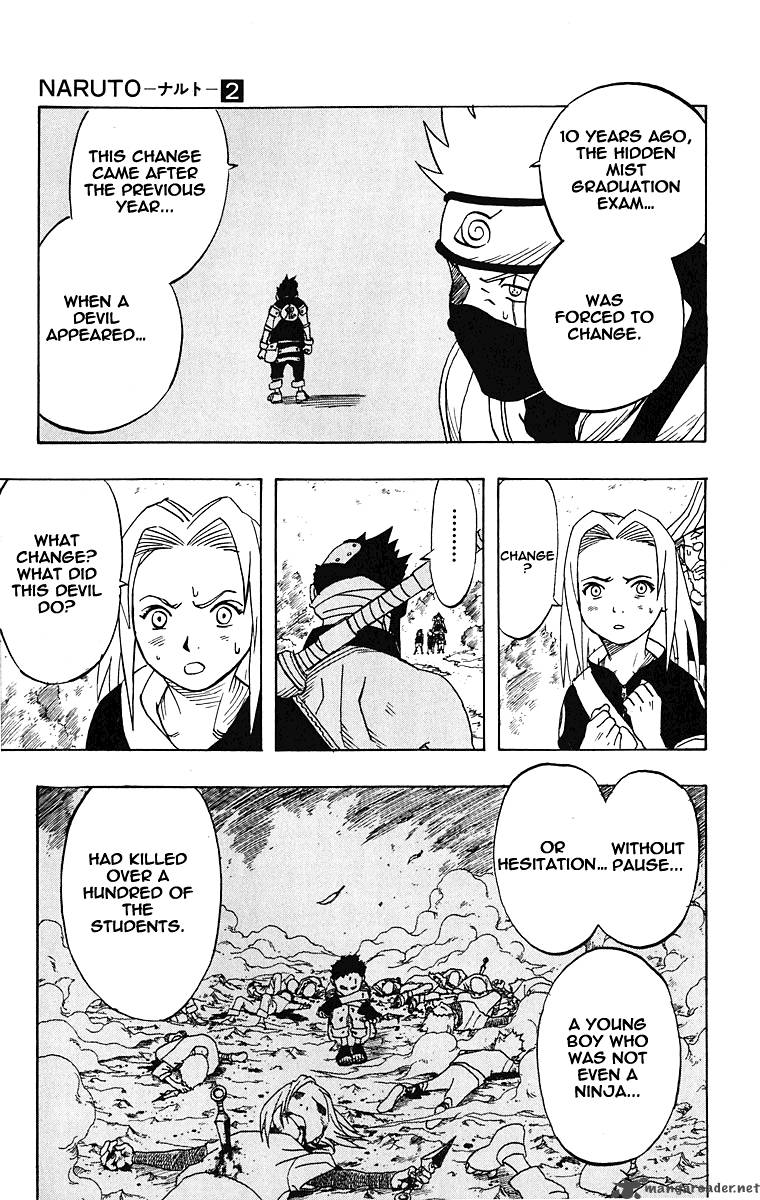 NARUTO —ナルト— 2
10 YEARS AGO,
THE HIDDEN
MIST
GRADUATION
EXAM...
WAS
FORCED TO
CHANGE.
THIS CHANGE
CAME AFTER
THE PREVIOUS
YEAR...
WHEN A
DEVIL
APPEARED...
CHANGE
?
........
WHAT
CHANGE?
WHAT DID
THIS DEVIL
DO?
WITHOUT
PAUSE...
OR
HESITATION...
A YOUNG
BOY WHO
WAS NOT
EVEN A
NINJA...
HAD KILLED
OVER A
HUNDRED OF
THE
STUDENTS.
mangareader.net